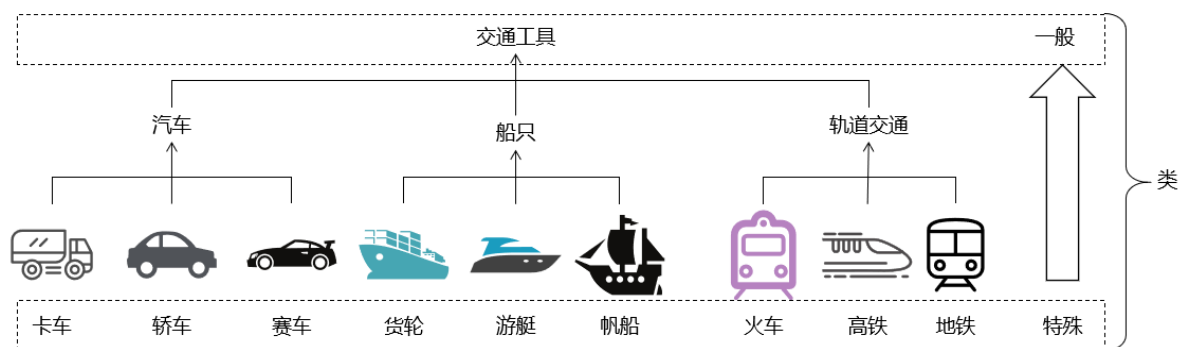 交通工具 一般
汽车 船只 轨道交通
类
卡车 轿车 赛车 货轮 游艇 帆船 火车 高铁 地铁 特殊